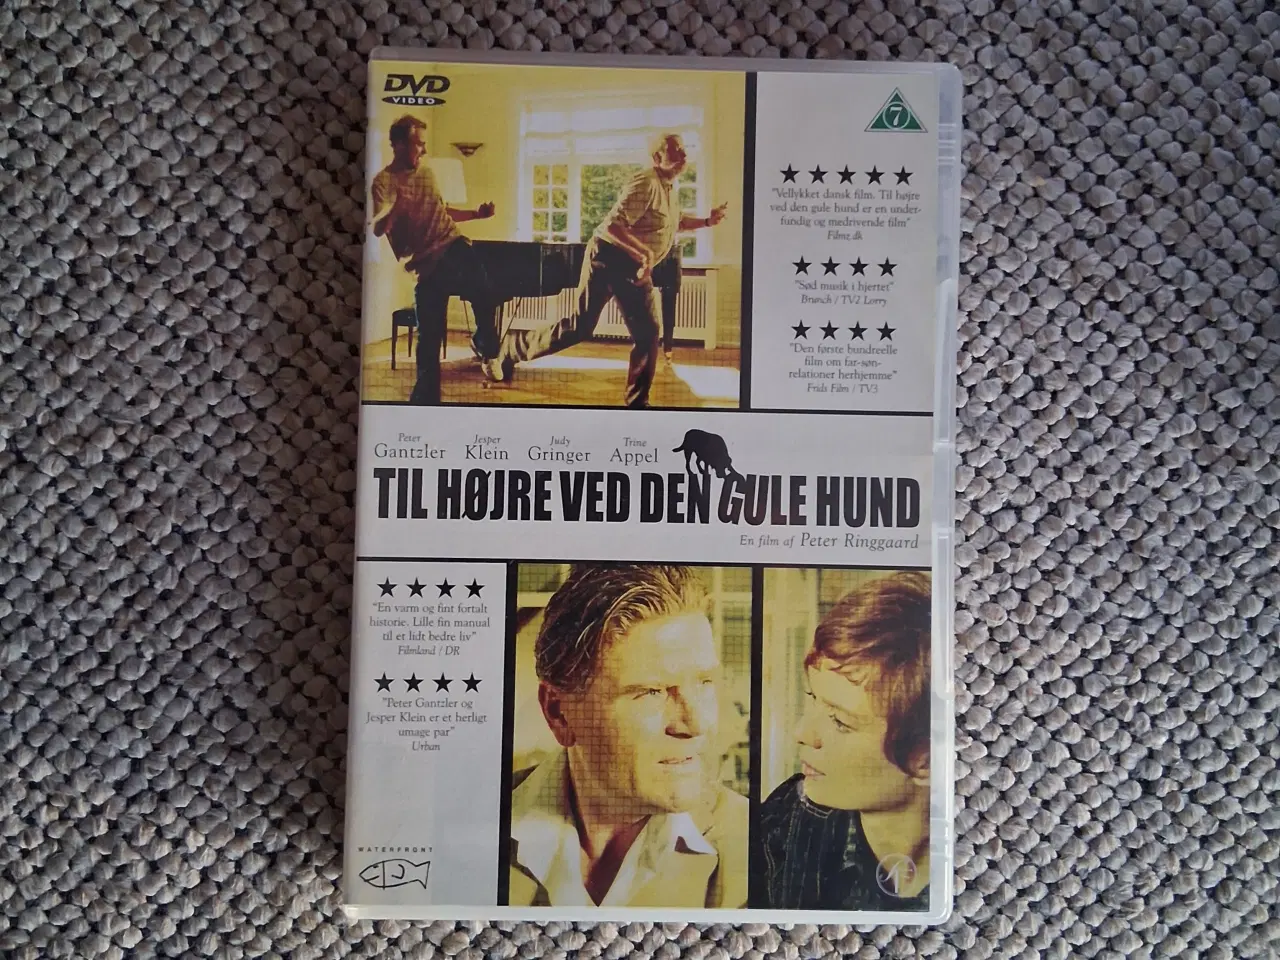 DVD
VIDEO
7
"Vellykket dansk film. Til højre
ved den gule hund er en under-
fundig og medrivende film"
Filmz.dk
"Sød musik i hjertet"
Brunch / TV2 Lorry
"Den første bundreelle
film om far-søn-
relationer herhjemme"
Frids Film / TV3
Peter Gantzler
Jesper Klein
Judy Gringer
Trine Appel
TIL HØJRE VED DEN GULE HUND
En film af Peter Ringgaard
"En varm og fint fortalt
historie. Lille fin manual
til et lidt bedre liv"
Filmland / DR
"Peter Gantzler og
Jesper Klein er et herligt
umage par"
Urban
WATERFRONT